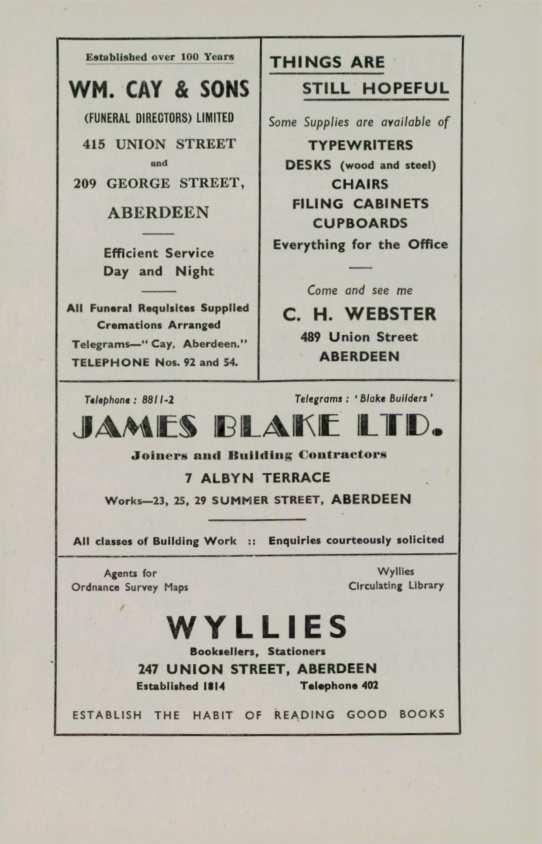 Established over 100 Years
WM. CAY & SONS
(FUNERAL DIRECTORS) LIMITED
415 UNION STREET
and
209 GEORGE STREET,
ABERDEEN
Efficient Service
Day and Night
All Funeral Requisites Supplied
Cremations Arranged
Telegrams—"Cay, Aberdeen."
TELEPHONE Nos. 92 and 54.
THINGS ARE
STILL HOPEFUL
Some Supplies are available of
TYPEWRITERS
DESKS (wood and steel)
CHAIRS
FILING CABINETS
CUPBOARDS
Everything for the Office
Come and see me
C. H. WEBSTER
489 Union Street
ABERDEEN
Telephone : 8811-2
Telegrams : 'Blake Builders'
JAMES BLAKE LTD.
Joiners and Building Contractors
7 ALBYN TERRACE
Works—23, 25, 29 SUMMER STREET, ABERDEEN
All classes of Building Work :: Enquiries courteously solicited
Agents for
Ordnance Survey Maps
Wyllies
Circulating Library
WYLLIES
Booksellers, Stationers
247 UNION STREET, ABERDEEN
Established 1814 Telephone 402
ESTABLISH THE HABIT OF READING GOOD BOOKS